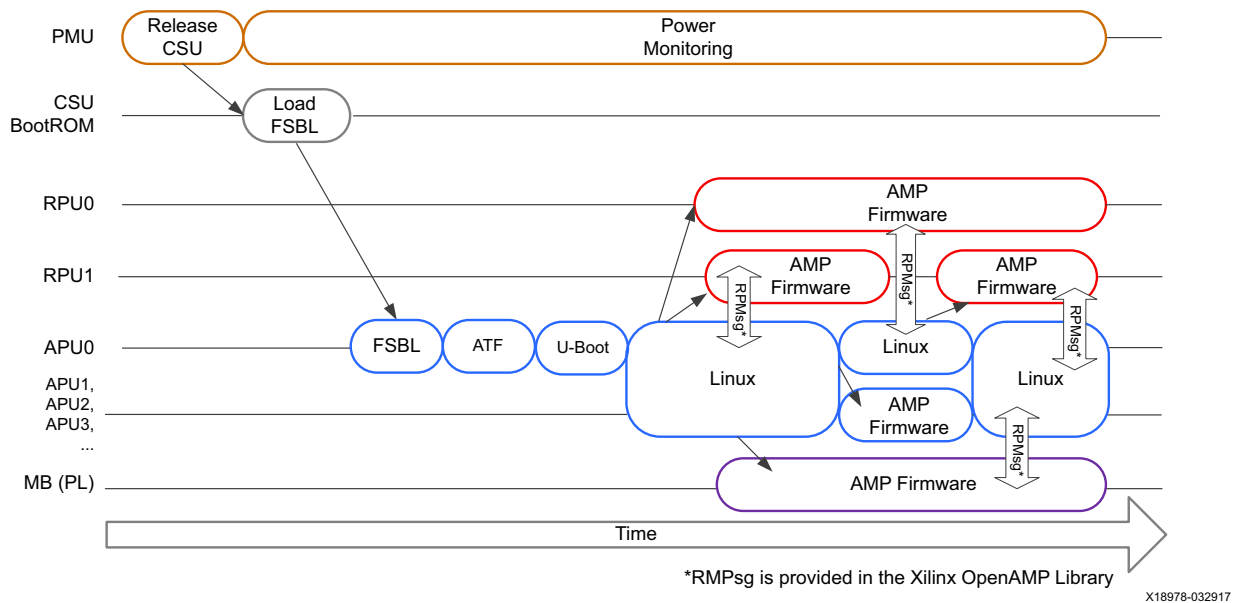 PMU
Release
CSU
Power
Monitoring
CSU
BootROM
Load
FSBL
RPU0
AMP
Firmware
RPU1
AMP
Firmware
AMP
Firmware
RPMsg*
RPMsg*
RPMsg*
APU0
FSBL
ATF
U-Boot
Linux
Linux
Linux
APU1,
APU2,
APU3,
...
AMP
Firmware
RPMsg*
MB (PL)
AMP Firmware
Time
*RMPsg is provided in the Xilinx OpenAMP Library
X18978-032917